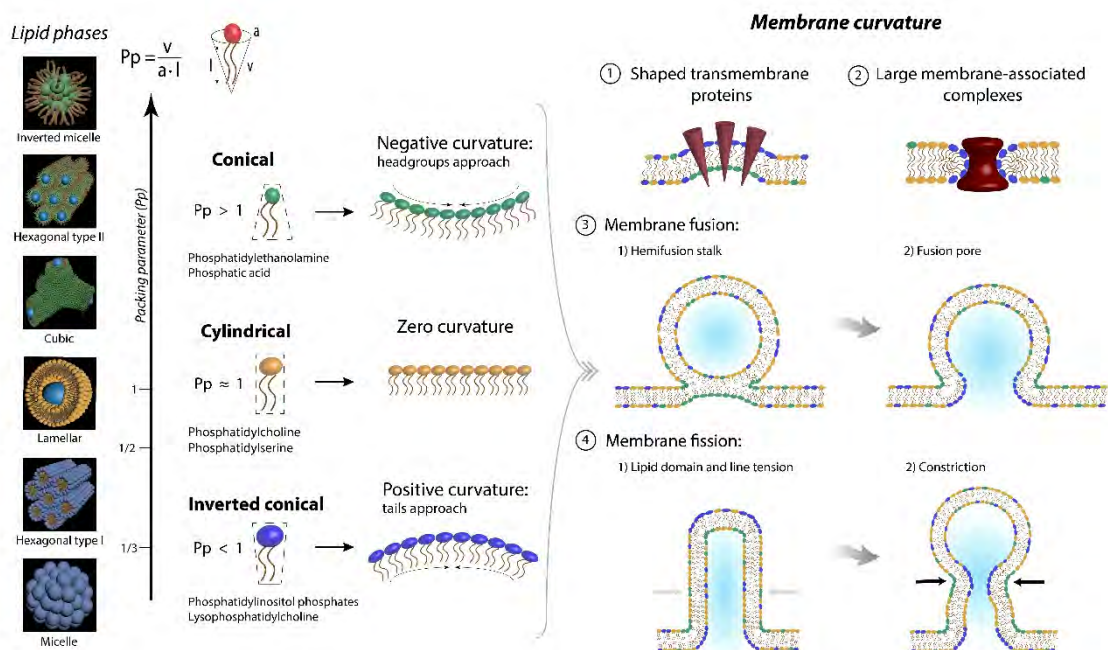 Lipid phases
Inverted micelle
Hexagonal type II
Cubic
Lamellar
Hexagonal type I
Micelle
Pp = v
a · l
a
l
v
Packing parameter (Pp)
1
1/2
1/3
Conical
Pp > 1
Phosphatidylethanolamine
Phosphatic acid
Negative curvature:
headgroups approach
Cylindrical
Pp ≈ 1
Phosphatidylcholine
Phosphatidylserine
Zero curvature
Inverted conical
Pp < 1
Phosphatidylinositol phosphates
Lysophosphatidylcholine
Positive curvature:
tails approach
Membrane curvature
1 Shaped transmembrane
proteins
2 Large membrane-associated
complexes
3 Membrane fusion:
1) Hemifusion stalk
2) Fusion pore
4 Membrane fission:
1) Lipid domain and line tension
2) Constriction